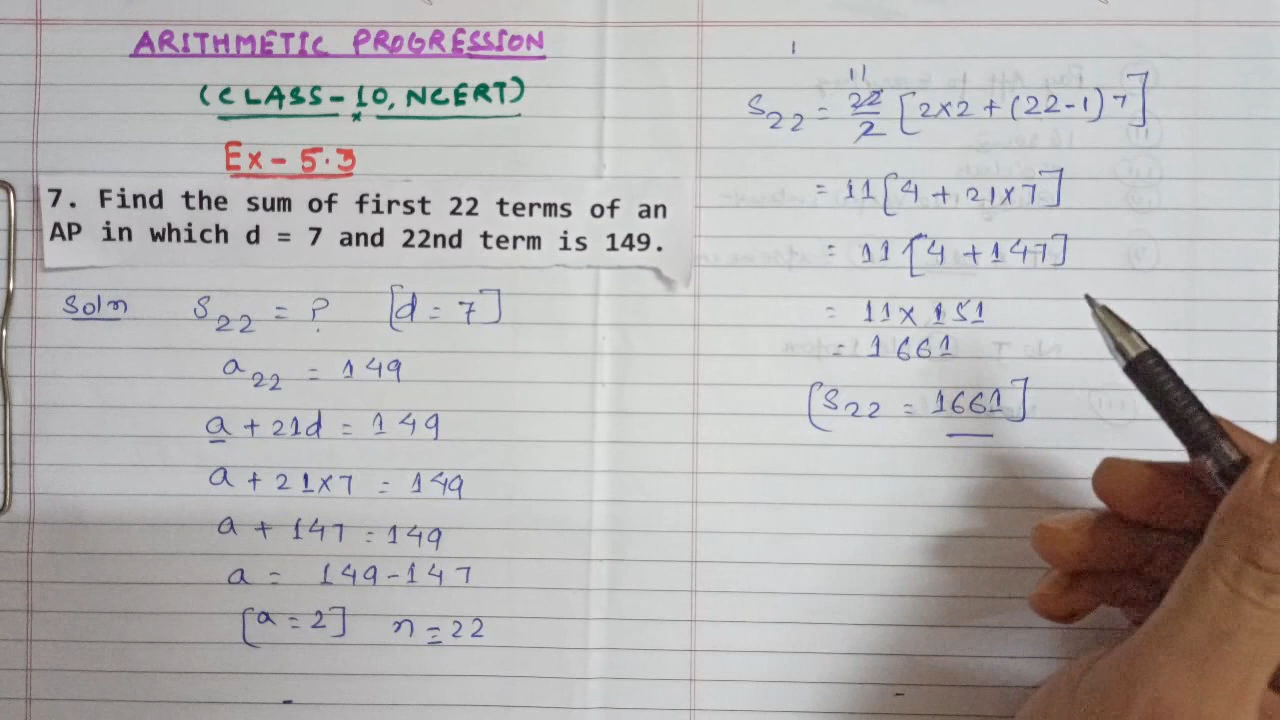 ARITHMETIC PROGRESSION
(CLASS-10, NCERT)
Ex-5.3
7. Find the sum of first 22 terms of an
AP in which d = 7 and 22nd term is 149.
Soln S22 = ? [d = 7]
a22 = 149
a + 21d = 149
a + 21×7 = 149
a + 147 = 149
a = 149-147
[a = 2] n = 22
1
11
S22 = 22/2 [2×2 + (22-1) 7]
= 11[4 + 21×7]
= 11[4 + 147]
= 11 × 151
= 1661
[S22 = 1661]